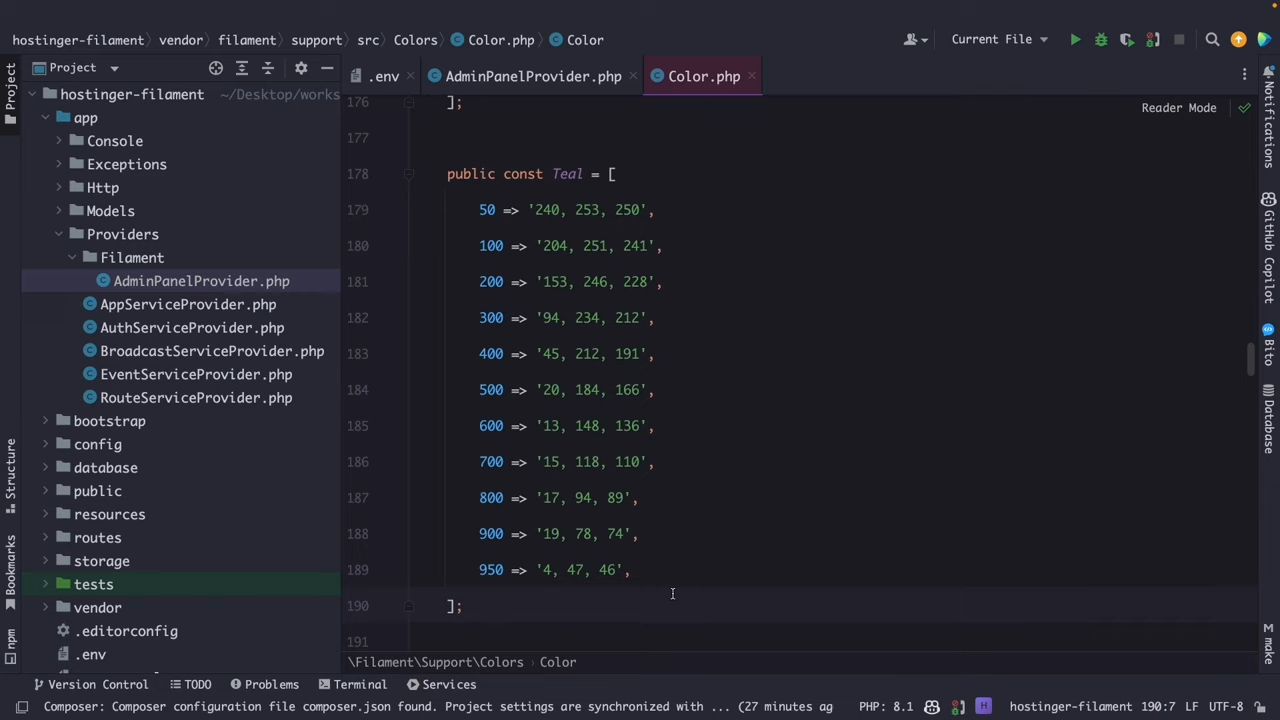 hostinger-filament vendor filament support src Colors Color.php Color
Current File
Project
Project
.env
AdminPanelProvider.php
Color.php
hostinger-filament ~/Desktop/works
app
Console
Exceptions
Http
Models
Providers
Filament
AdminPanelProvider.php
AppServiceProvider.php
AuthServiceProvider.php
BroadcastServiceProvider.php
EventServiceProvider.php
RouteServiceProvider.php
bootstrap
config
database
public
resources
routes
storage
tests
vendor
.editorconfig
.env
Structure
Bookmarks
npm
Reader Mode
176 ];
177
178 public const Teal = [
179 50 => '240, 253, 250',
180 100 => '204, 251, 241',
181 200 => '153, 246, 228',
182 300 => '94, 234, 212',
183 400 => '45, 212, 191',
184 500 => '20, 184, 166',
185 600 => '13, 148, 136',
186 700 => '15, 118, 110',
187 800 => '17, 94, 89',
188 900 => '19, 78, 74',
189 950 => '4, 47, 46',
190 ];
191
\Filament\Support\Colors Color
Notifications
GitHub Copilot
Bito
Database
M make
Version Control TODO Problems Terminal Services
Composer: Composer configuration file composer.json found. Project settings are synchronized with ... (27 minutes ag PHP: 8.1 H hostinger-filament 190:7 LF UTF-8